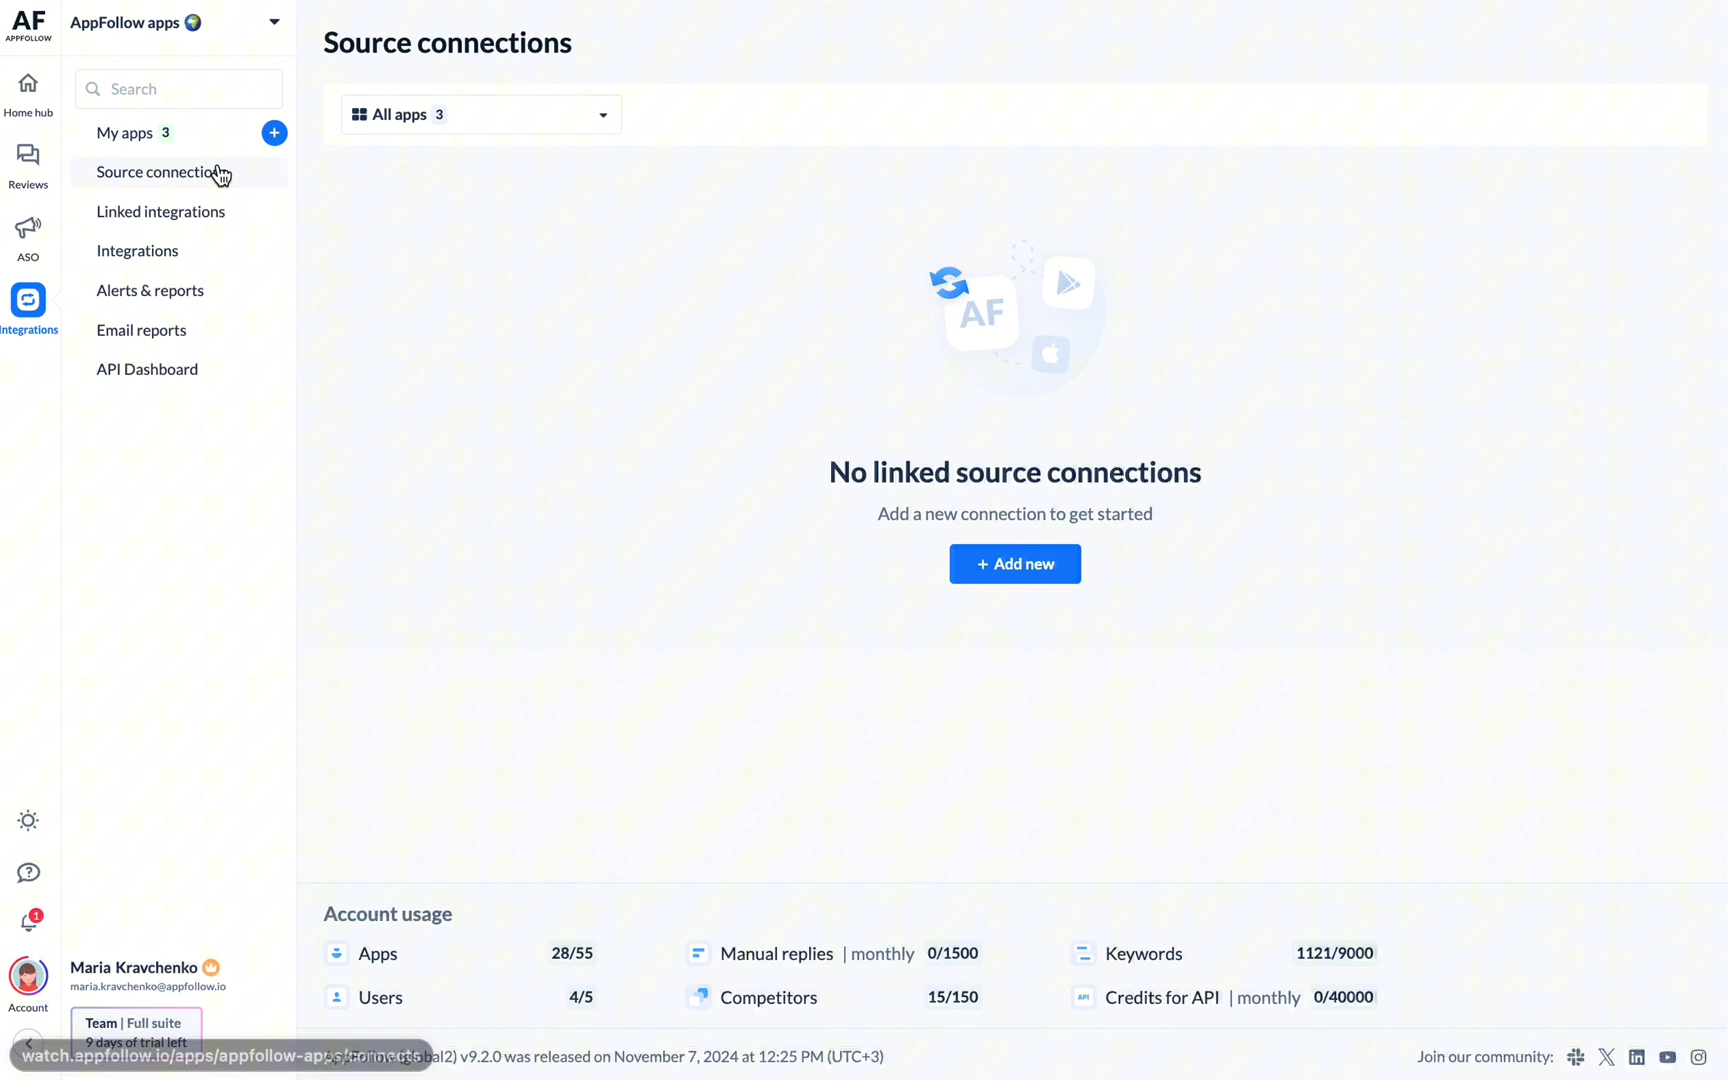 AF
APPFOLLOW
AppFollow apps
Home hub
Reviews
ASO
Integrations
Search
My apps 3
Source connectio
Linked integrations
Integrations
Alerts & reports
Email reports
API Dashboard
1
Account
Maria Kravchenko
maria.kravchenko@appfollow.io
Team | Full suite
9 days of trial left
watch.appfollow.io/apps/appfollow-apps/connects
Source connections
All apps 3
AF
No linked source connections
Add a new connection to get started
+ Add new
Account usage
Apps 28/55
Manual replies | monthly 0/1500
Keywords 1121/9000
Users 4/5
Competitors 15/150
API Credits for API | monthly 0/40000
v9.2.0 was released on November 7, 2024 at 12:25 PM (UTC+3)
Join our community: